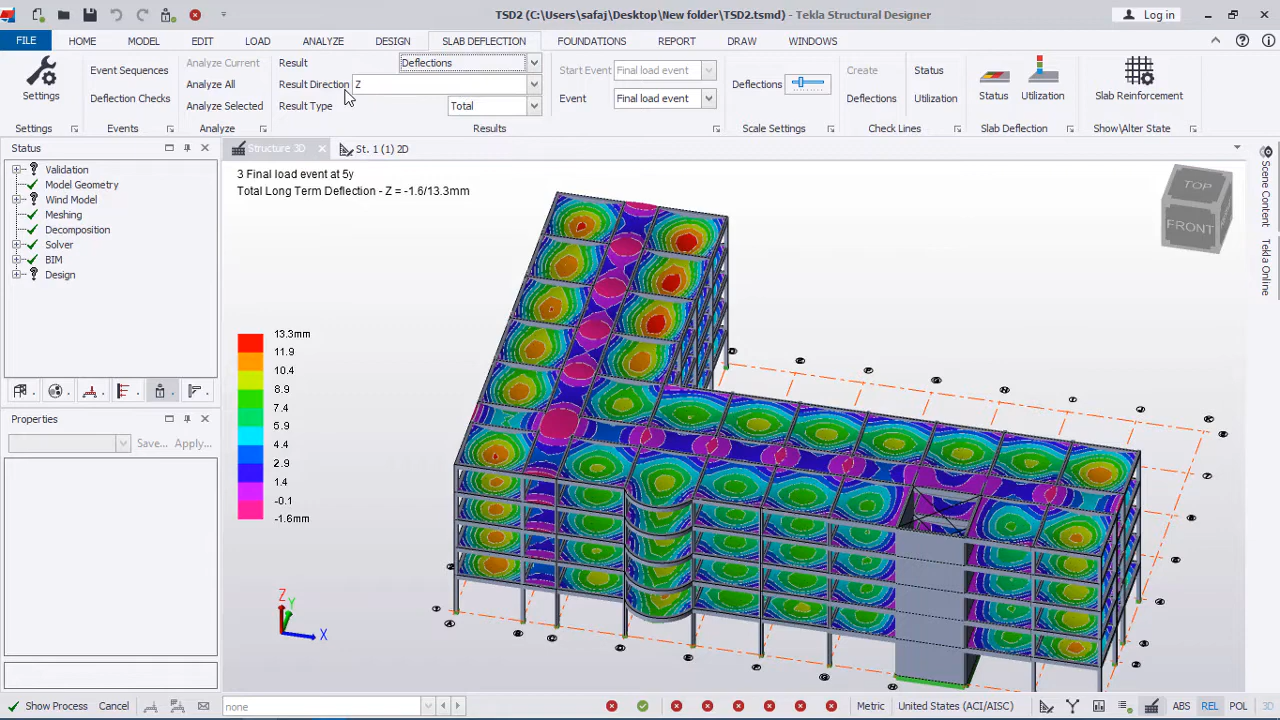 TSD2 (C:\Users\safaj\Desktop\New folder\TSD2.tsmd) - Tekla Structural Designer
Log in
FILE HOME MODEL EDIT LOAD ANALYZE DESIGN SLAB DEFLECTION FOUNDATIONS REPORT DRAW WINDOWS
Settings
Settings
Event Sequences
Deflection Checks
Events
Analyze Current
Analyze All
Analyze Selected
Analyze
Result Deflections
Result Direction Z
Result Type Total
Results
Start Event Final load event
Event Final load event
Deflections
Scale Settings
Create
Deflections
Check Lines
Status
Utilization
Status
Utilization
Slab Deflection
Slab Reinforcement
Show/Alter State
Status
Validation
Model Geometry
Wind Model
Meshing
Decomposition
Solver
BIM
Design
Properties
Save... Apply...
Structure 3D
St. 1 (1) 2D
3 Final load event at 5y
Total Long Term Deflection - Z = -1.6/13.3mm
13.3mm
11.9
10.4
8.9
7.4
5.9
4.4
2.9
1.4
-0.1
-1.6mm
TOP
FRONT
Z
Y
X
Scene Content
Tekla Online
Show Process Cancel
none
Metric United States (ACI/AISC) ABS REL POL 3D